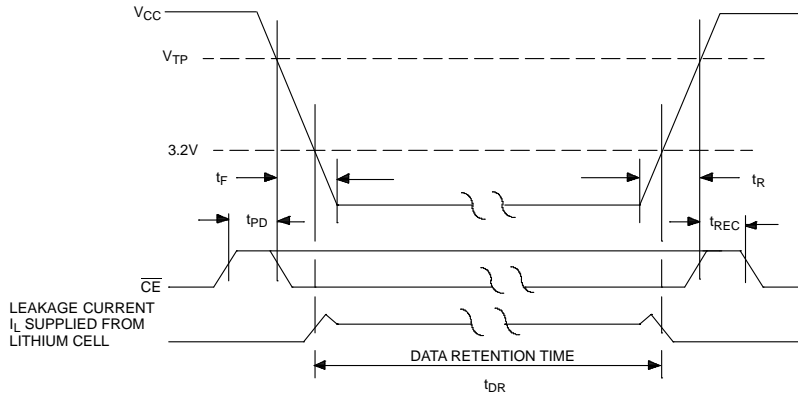 VCC
VTP
3.2V
tF
tR
tPD
tREC
CE
LEAKAGE CURRENT
IL SUPPLIED FROM
LITHIUM CELL
DATA RETENTION TIME
tDR